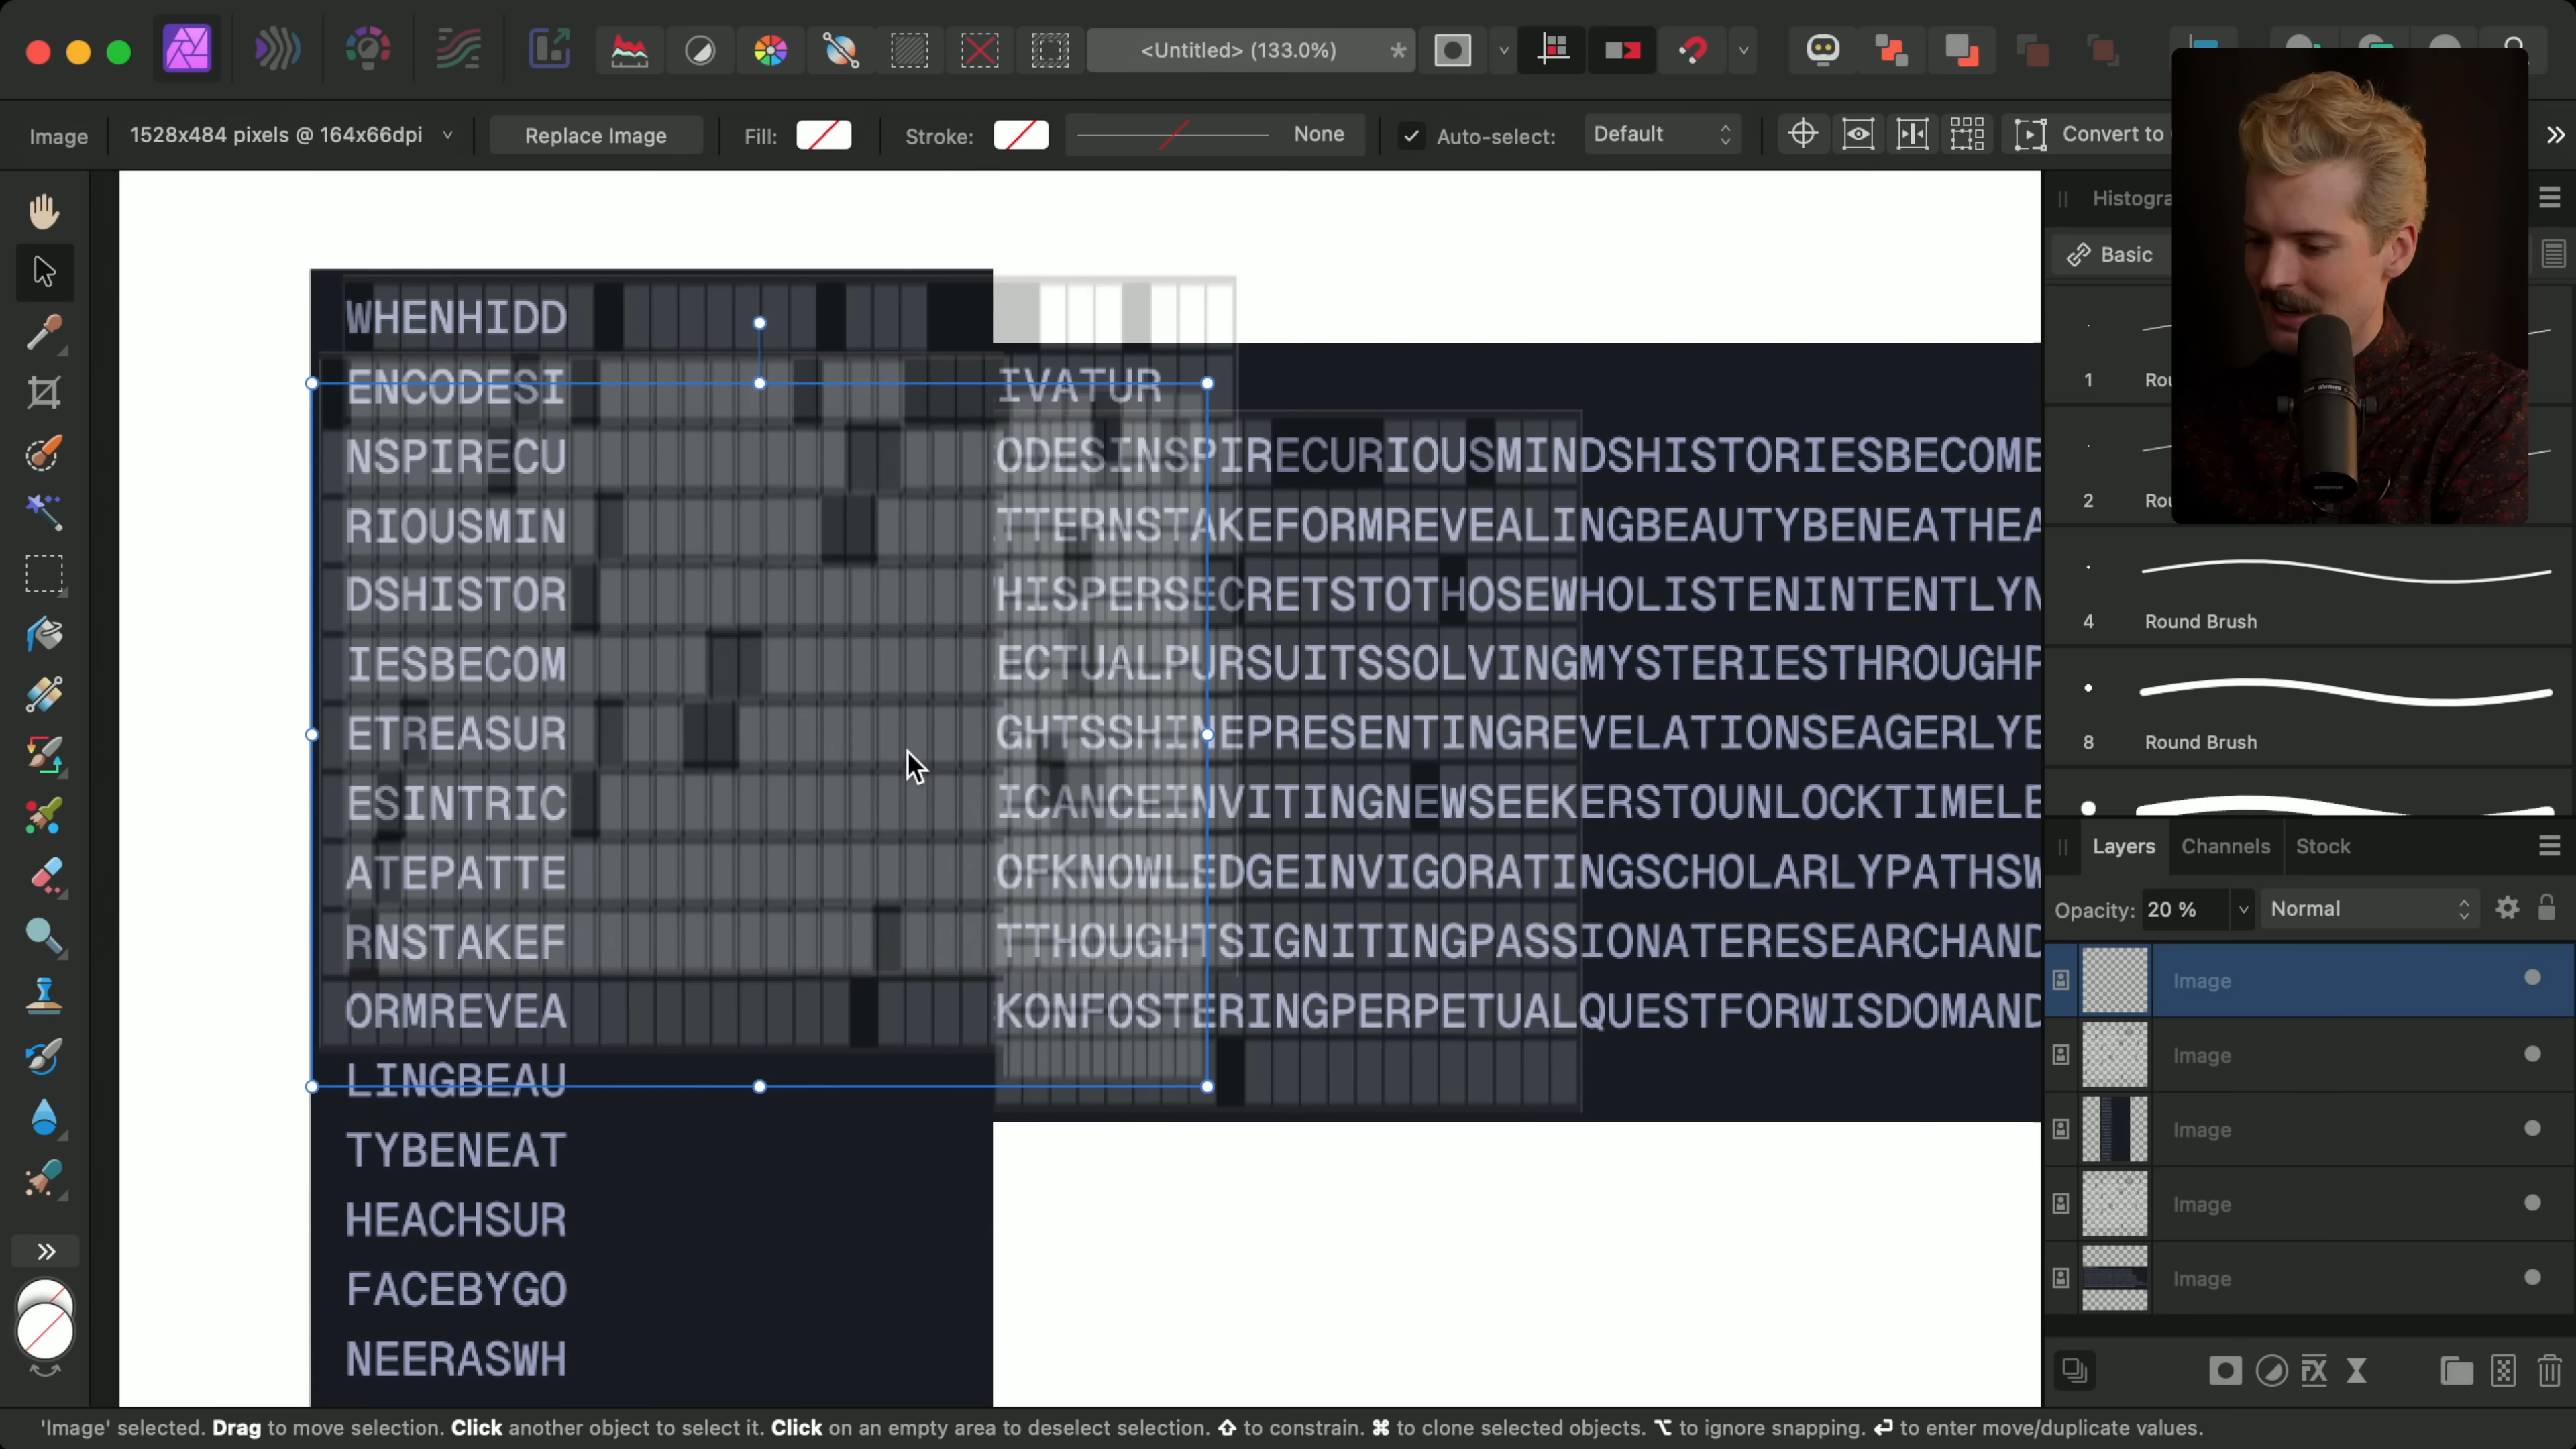 <Untitled> (133.0%) *
Image
1528x484 pixels @ 164x66dpi
Replace Image
Fill:
Stroke:
None
Auto-select:
Default
Convert to
Histogra
Basic
1
2
4
Round Brush
8
Round Brush
WHENHIDD
ENCODESI
NSPIRECU
RIOUSMIN
DSHISTOR
IESBECOM
ETREASUR
ESINTRIC
ATEPATTE
RNSTAKEF
ORMREVEA
LINGBEAU
TYBENEAT
HEACHSUR
FACEBYGO
NEERASWH
IVATUR
ODESINSPIRECURIOUSMINDSHISTORIESBECOME
TTERNSTAKEFORMREVEALINGBEAUTYBENEATHEA
HISPERSECRETSTOTHOSEWHOLISTENINTENTLYN
ECTUALPURSUITSSOLVINGMYSTERIESTHROUGHP
GHTSSHINEPRESENTINGREVELATIONSEAGERLYE
ICANCEINVITINGNEWSEEKERSTOUNLOCKTIMELE
OFKNOWLEDGEINVIGORATINGSCHOLARLYPATHSW
TTHOUGHTSIGNITINGPASSIONATERESEARCHAND
KONFOSTERINGPERPETUALQUESTFORWISDOMAND
Layers
Channels
Stock
Opacity:
20 %
Normal
Image
Image
Image
Image
Image
'Image' selected. Drag to move selection. Click another object to select it. Click on an empty area to deselect selection. ⇧ to constrain. ⌘ to clone selected objects. ⌥ to ignore snapping. ↩ to enter move/duplicate values.